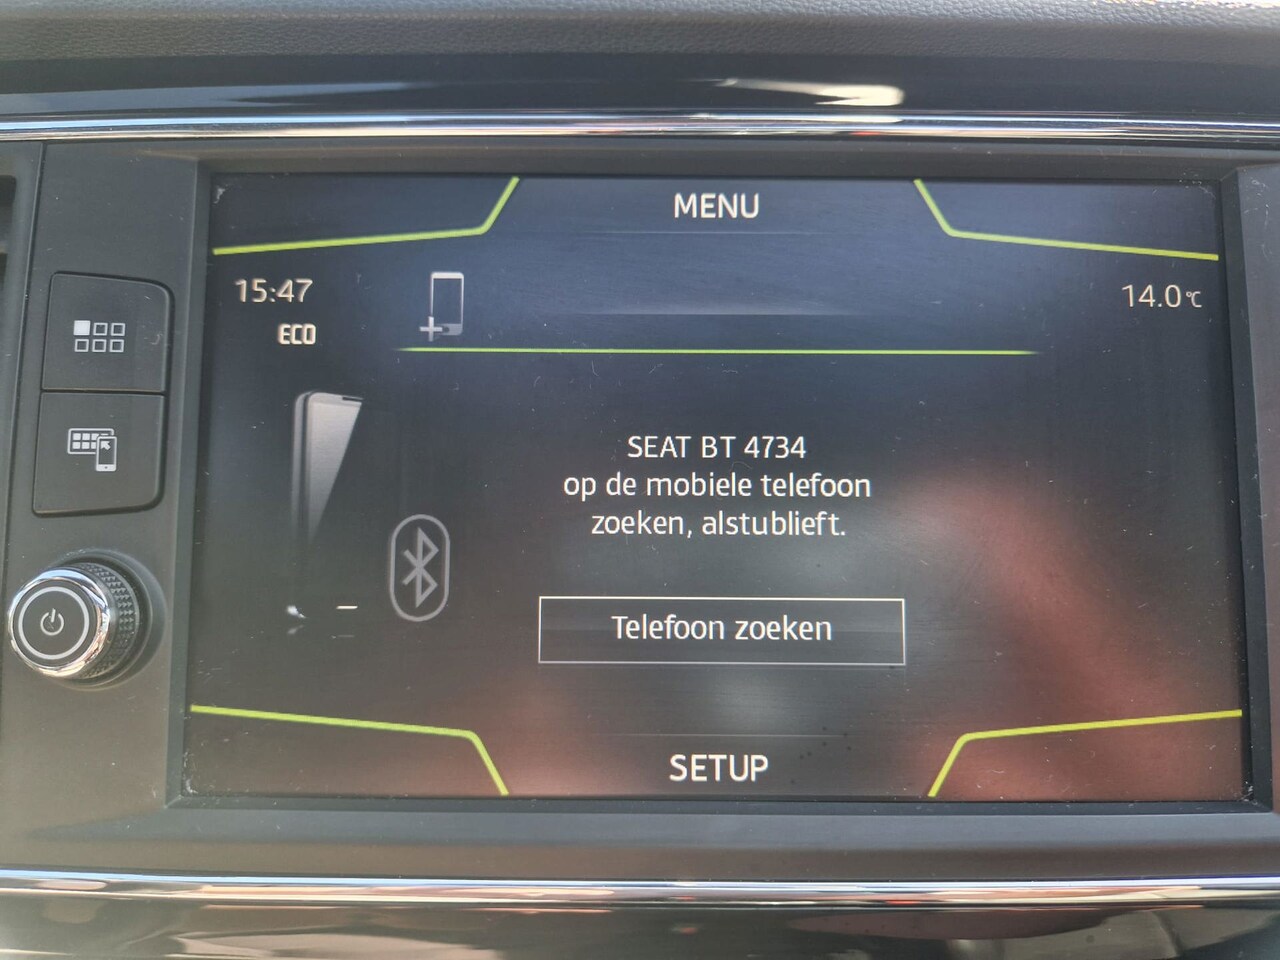 MENU
15:47
14.0°C
ECO
SEAT BT 4734
op de mobiele telefoon
zoeken, alstublieft.
Telefoon zoeken
SETUP